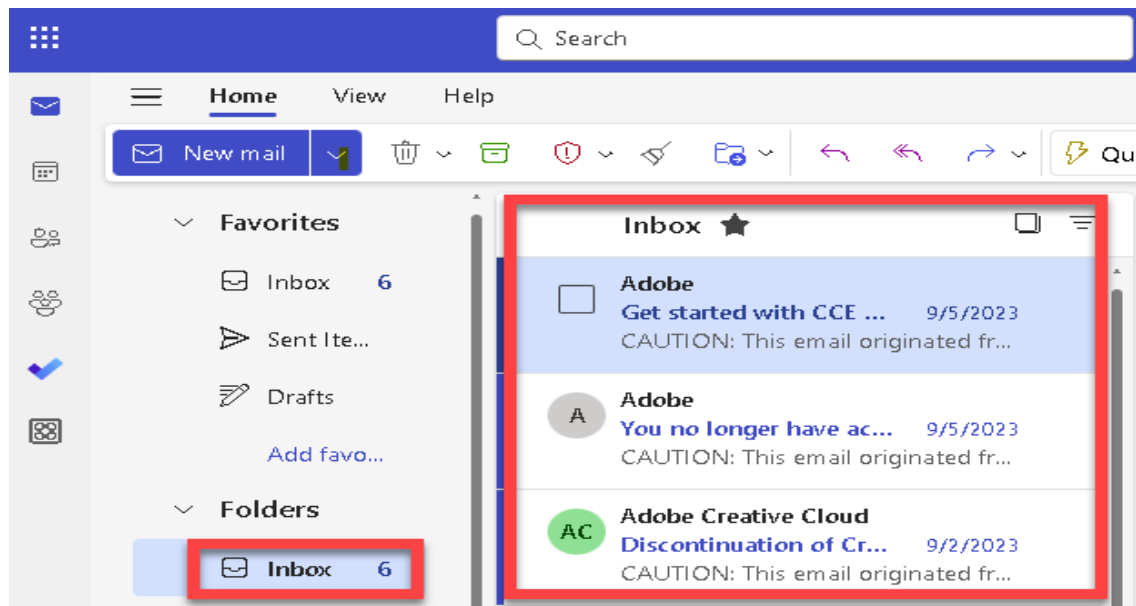 Search
Home View Help
New mail Qu
Favorites
Inbox 6
Sent Ite...
Drafts
Add favo...
Folders
Inbox 6
Inbox
Adobe
Get started with CCE ... 9/5/2023
CAUTION: This email originated fr...
A
Adobe
You no longer have ac... 9/5/2023
CAUTION: This email originated fr...
AC
Adobe Creative Cloud
Discontinuation of Cr... 9/2/2023
CAUTION: This email originated fr...